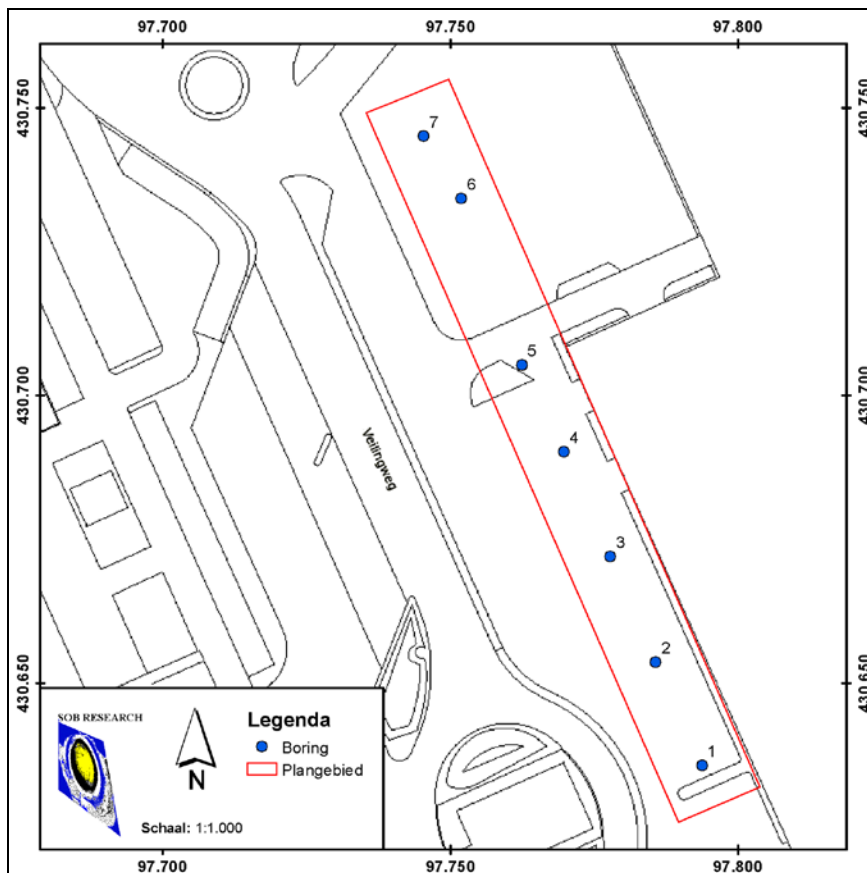 97.700 97.750 97.800
430.750
430.750
7
6
5
430.700
430.700
4
Veilingweg
3
2
430.650
430.650
1
SOB RESEARCH
Legenda
Boring
Plangebied
N
Schaal: 1:1.000
97.700 97.750 97.800